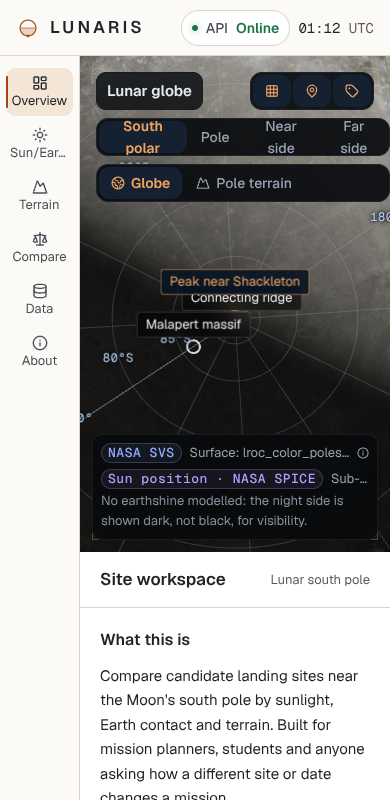 LUNARIS
API Online
01:12 UTC
Overview
Sun/Ear…
Terrain
Compare
Data
About
Lunar globe
South polar
Pole
Near side
Far side
Globe
Pole terrain
180
Peak near Shackleton
Connecting ridge
Malapert massif
80°S
NASA SVS Surface: lroc_color_poles…
Sun position · NASA SPICE Sub-…
No earthshine modelled: the night side is
shown dark, not black, for visibility.
Site workspace
Lunar south pole
What this is
Compare candidate landing sites near
the Moon's south pole by sunlight,
Earth contact and terrain. Built for
mission planners, students and anyone
asking how a different site or date
changes a mission.